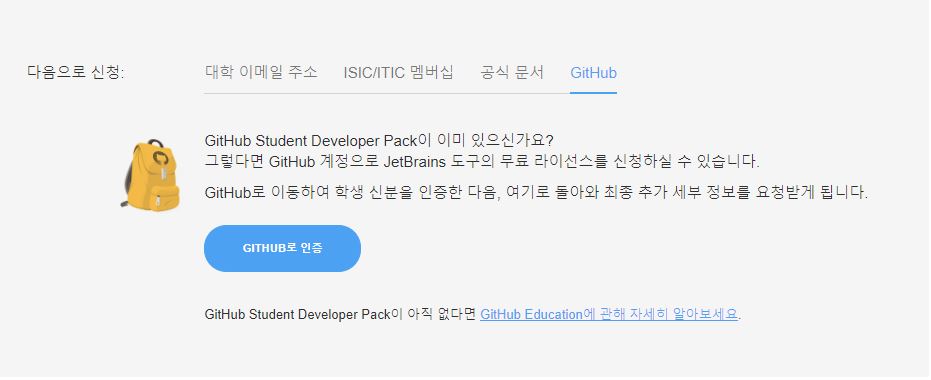 다음으로 신청: 대학 이메일 주소 ISIC/ITIC 멤버십 공식 문서 GitHub
GitHub Student Developer Pack이 이미 있으신가요?
그렇다면 GitHub 계정으로 JetBrains 도구의 무료 라이선스를 신청하실 수 있습니다.
GitHub로 이동하여 학생 신분을 인증한 다음, 여기로 돌아와 최종 추가 세부 정보를 요청받게 됩니다.
GITHUB로 인증
GitHub Student Developer Pack이 아직 없다면 GitHub Education에 관해 자세히 알아보세요.